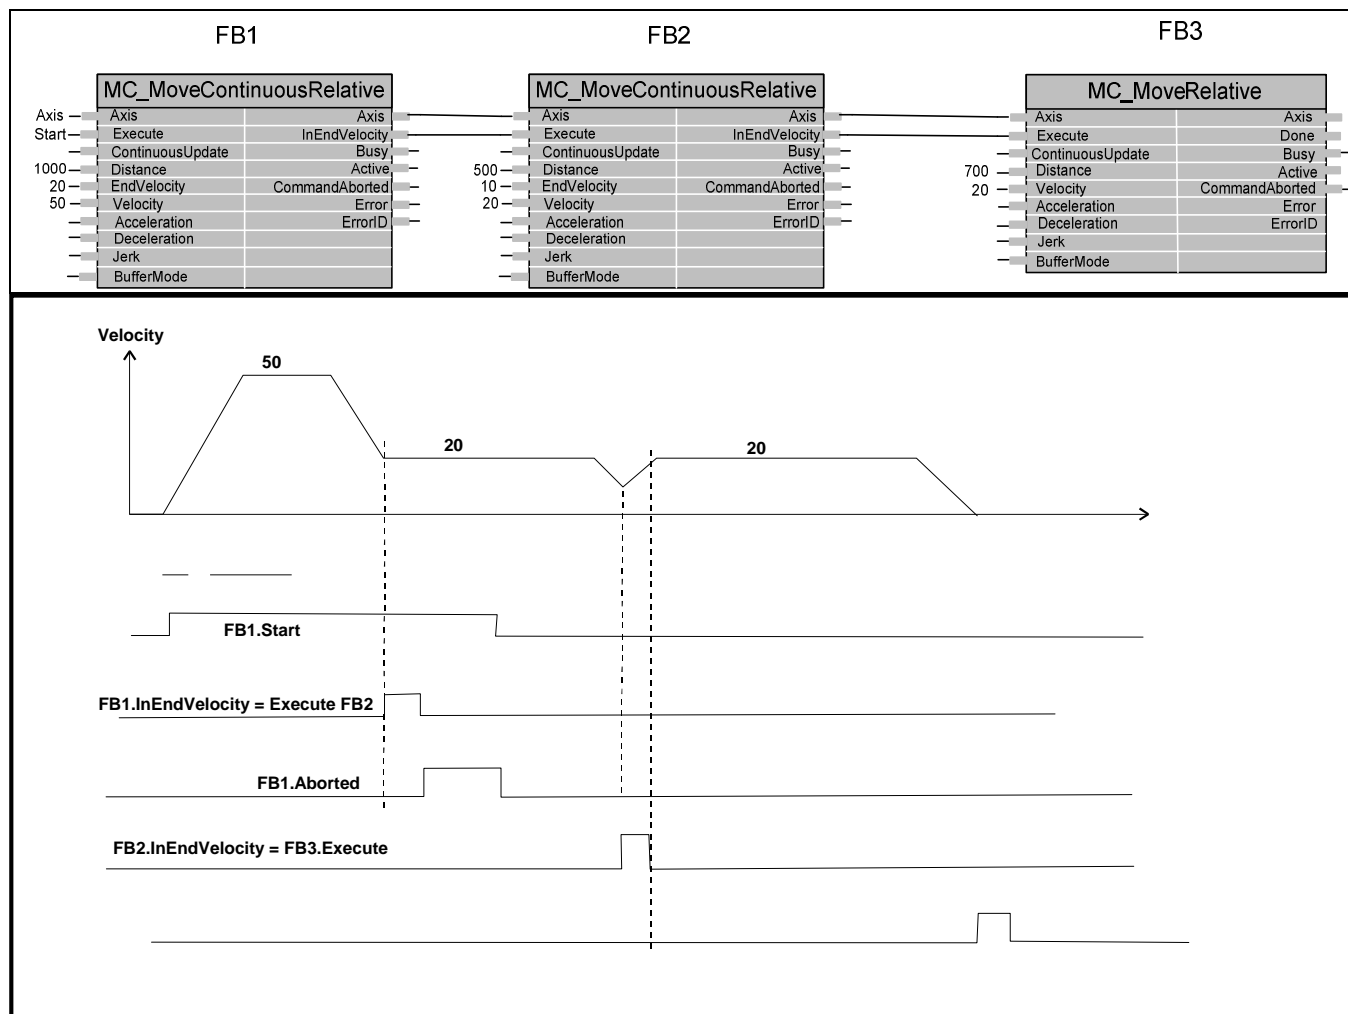 FB1
FB2
FB3
MC_MoveContinuousRelative
Axis Axis Axis
Start Execute InEndVelocity
ContinuousUpdate Busy
1000 Distance Active
20 EndVelocity CommandAborted
50 Velocity Error
Acceleration ErrorID
Deceleration
Jerk
BufferMode
MC_MoveContinuousRelative
Axis Axis
Execute InEndVelocity
ContinuousUpdate Busy
500 Distance Active
10 EndVelocity CommandAborted
20 Velocity Error
Acceleration ErrorID
Deceleration
Jerk
BufferMode
MC_MoveRelative
Axis Axis
Execute Done
ContinuousUpdate Busy
700 Distance Active
20 Velocity CommandAborted
Acceleration Error
Deceleration ErrorID
Jerk
BufferMode
Velocity
50
20
20
FB1.Start
FB1.InEndVelocity = Execute FB2
FB1.Aborted
FB2.InEndVelocity = FB3.Execute